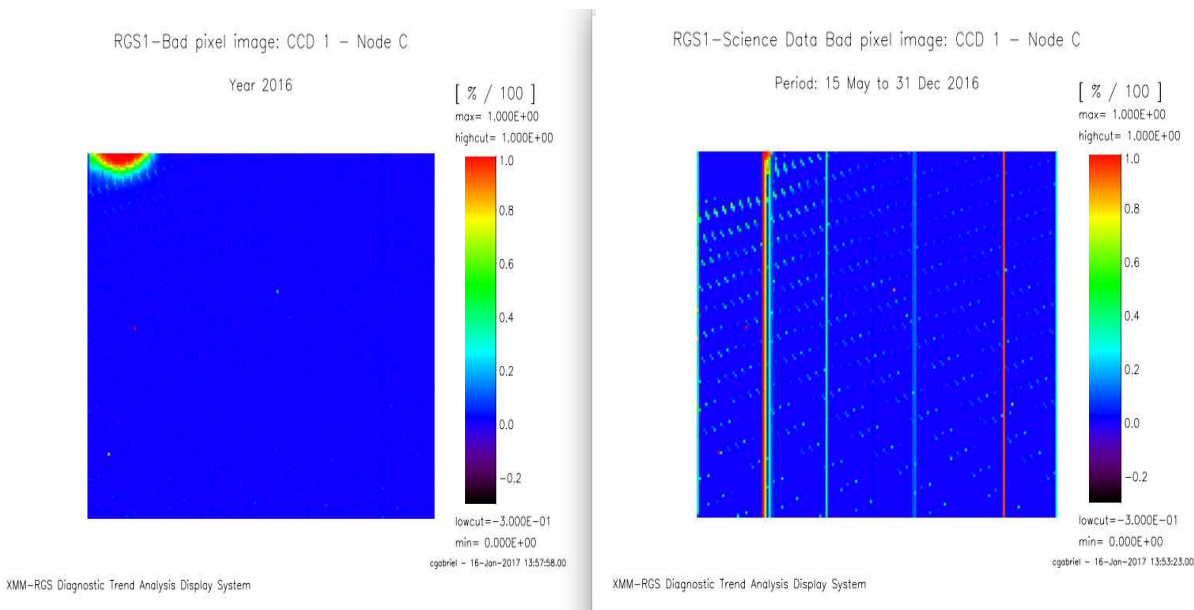 RGS1-Bad pixel image: CCD 1 - Node C
Year 2016
[ % / 100 ]
max= 1.000E+00
highcut= 1.000E+00
1.0
0.8
0.6
0.4
0.2
0.0
-0.2
lowcut=-3.000E-01
min= 0.000E+00
cgabriel - 16-Jan-2017 13:57:58.00
XMM-RGS Diagnostic Trend Analysis Display System
RGS1-Science Data Bad pixel image: CCD 1 - Node C
Period: 15 May to 31 Dec 2016
[ % / 100 ]
max= 1.000E+00
highcut= 1.000E+00
1.0
0.8
0.6
0.4
0.2
0.0
-0.2
lowcut=-3.000E-01
min= 0.000E+00
cgabriel - 16-Jan-2017 13:53:23.00
XMM-RGS Diagnostic Trend Analysis Display System